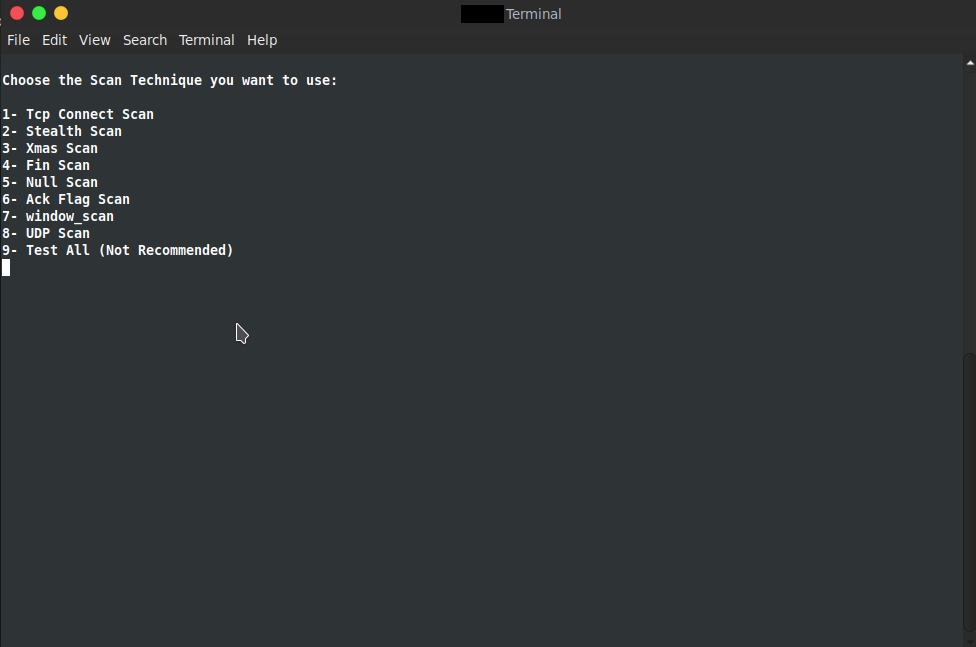 Terminal
File Edit View Search Terminal Help
Choose the Scan Technique you want to use:
1- Tcp Connect Scan
2- Stealth Scan
3- Xmas Scan
4- Fin Scan
5- Null Scan
6- Ack Flag Scan
7- window_scan
8- UDP Scan
9- Test All (Not Recommended)